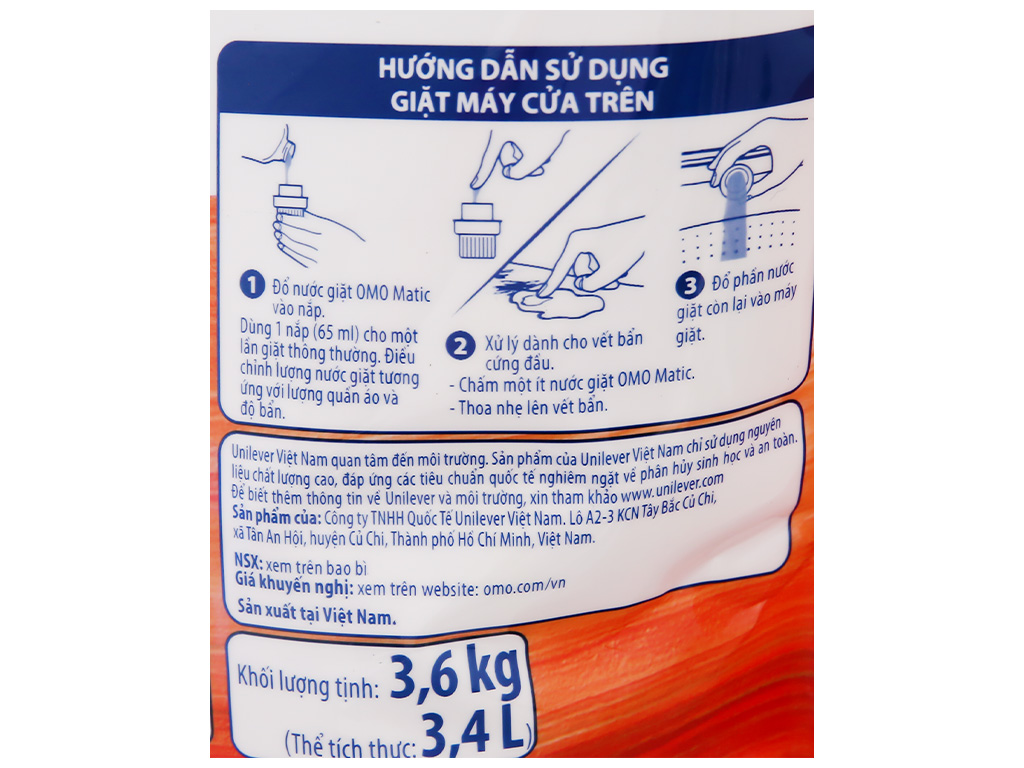 HƯỚNG DẪN SỬ DỤNG
GIẶT MÁY CỬA TRÊN
1 Đổ nước giặt OMO Matic
vào nắp.
Dùng 1 nắp (65 ml) cho một
lần giặt thông thường. Điều
chỉnh lượng nước giặt tương
ứng với lượng quần áo và
độ bẩn.
2 Xử lý dành cho vết bẩn
cứng đầu.
- Chấm một ít nước giặt OMO Matic.
- Thoa nhẹ lên vết bẩn.
3 Đổ phần nước
giặt còn lại vào máy
giặt.
Unilever Việt Nam quan tâm đến môi trường. Sản phẩm của Unilever Việt Nam chỉ sử dụng nguyên
liệu chất lượng cao, đáp ứng các tiêu chuẩn quốc tế nghiêm ngặt về phân hủy sinh học và an toàn.
Để biết thêm thông tin về Unilever và môi trường, xin tham khảo www.unilever.com
Sản phẩm của: Công ty TNHH Quốc Tế Unilever Việt Nam. Lô A2-3 KCN Tây Bắc Củ Chi,
xã Tân An Hội, huyện Củ Chi, Thành phố Hồ Chí Minh, Việt Nam.
NSX: xem trên bao bì
Giá khuyến nghị: xem trên website: omo.com/vn
Sản xuất tại Việt Nam.
Khối lượng tịnh: 3,6 kg
(Thể tích thực: 3,4 L)